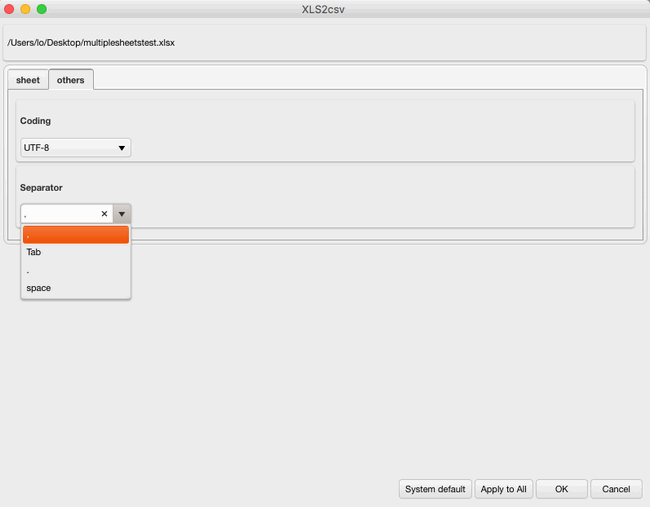 XLS2csv
/Users/lo/Desktop/multiplesheetstest.xlsx
sheet others
Coding
UTF-8
Separator
,
,
Tab
.
space
System default Apply to All OK Cancel